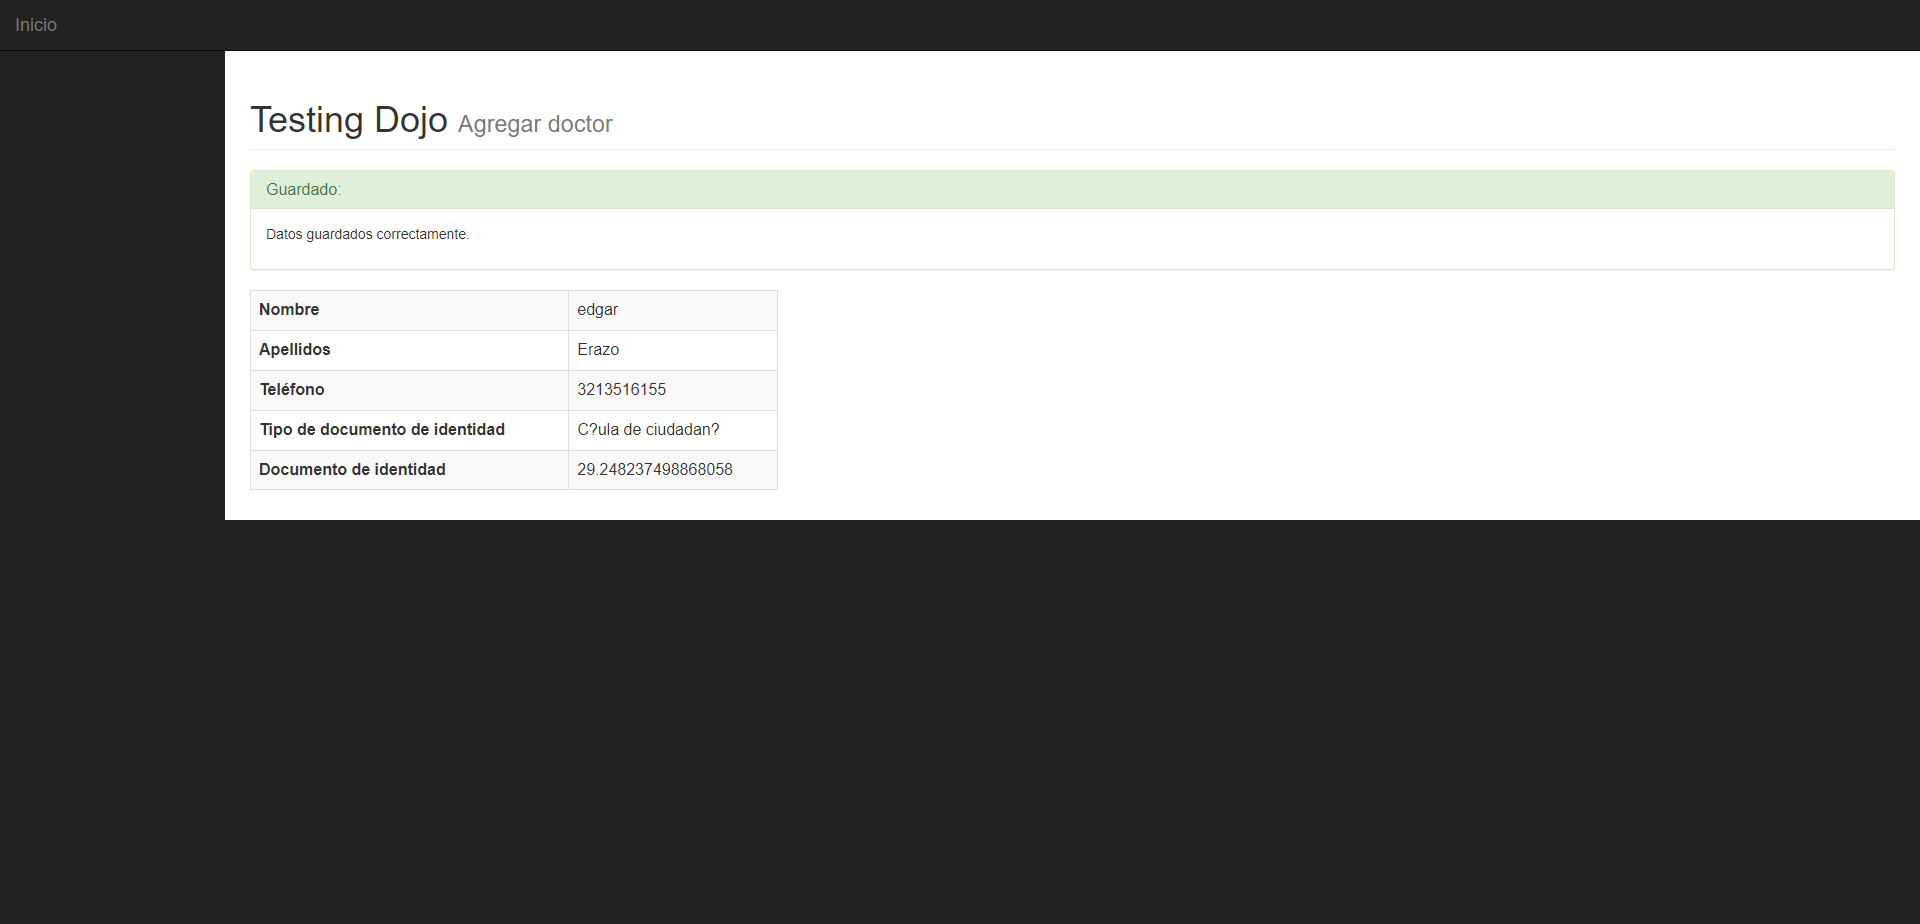 Inicio
Testing Dojo Agregar doctor
Guardado:
Datos guardados correctamente.
Nombre edgar
Apellidos Erazo
Teléfono 3213516155
Tipo de documento de identidad C?ula de ciudadan?
Documento de identidad 29.248237498868058